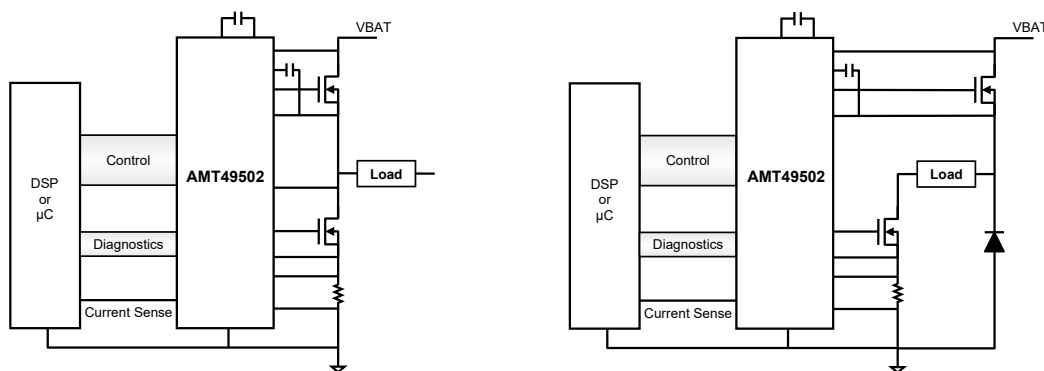 VBAT
DSP
or
µC
Control
AMT49502
Load
Diagnostics
Current Sense
VBAT
DSP
or
µC
Control
AMT49502
Load
Diagnostics
Current Sense